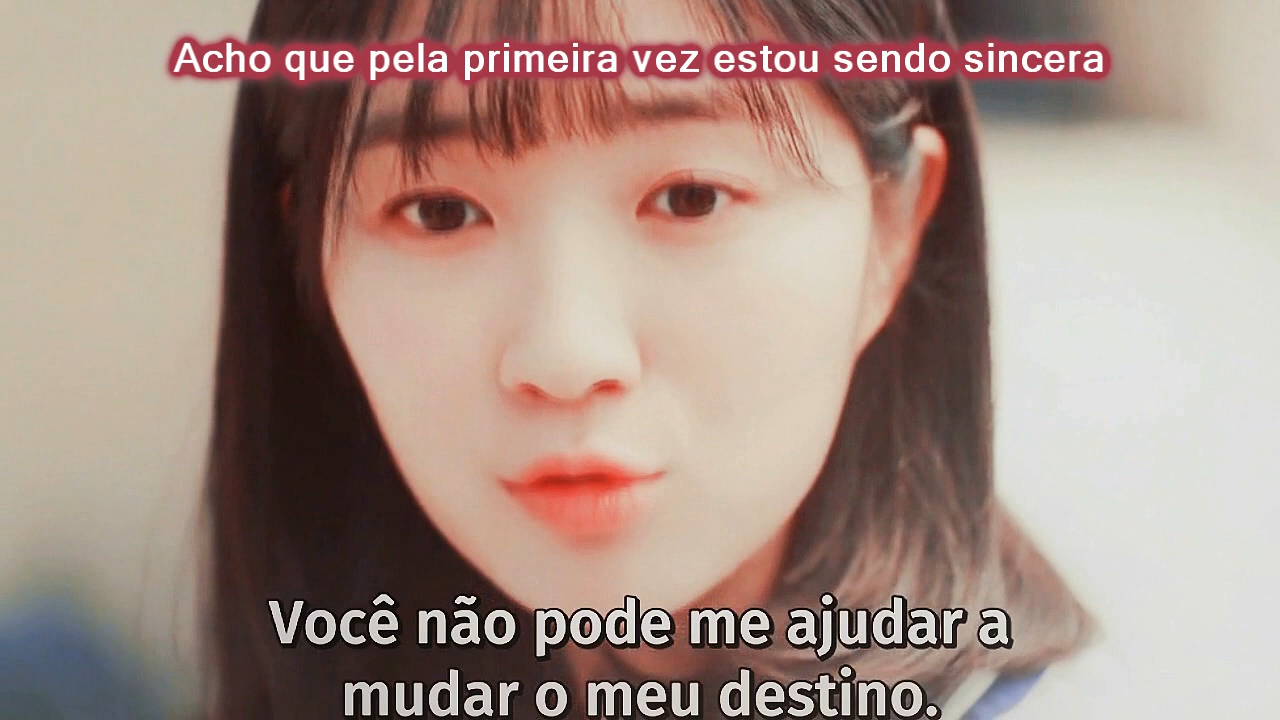 Acho que pela primeira vez estou sendo sincera
Você não pode me ajudar a
mudar o meu destino.